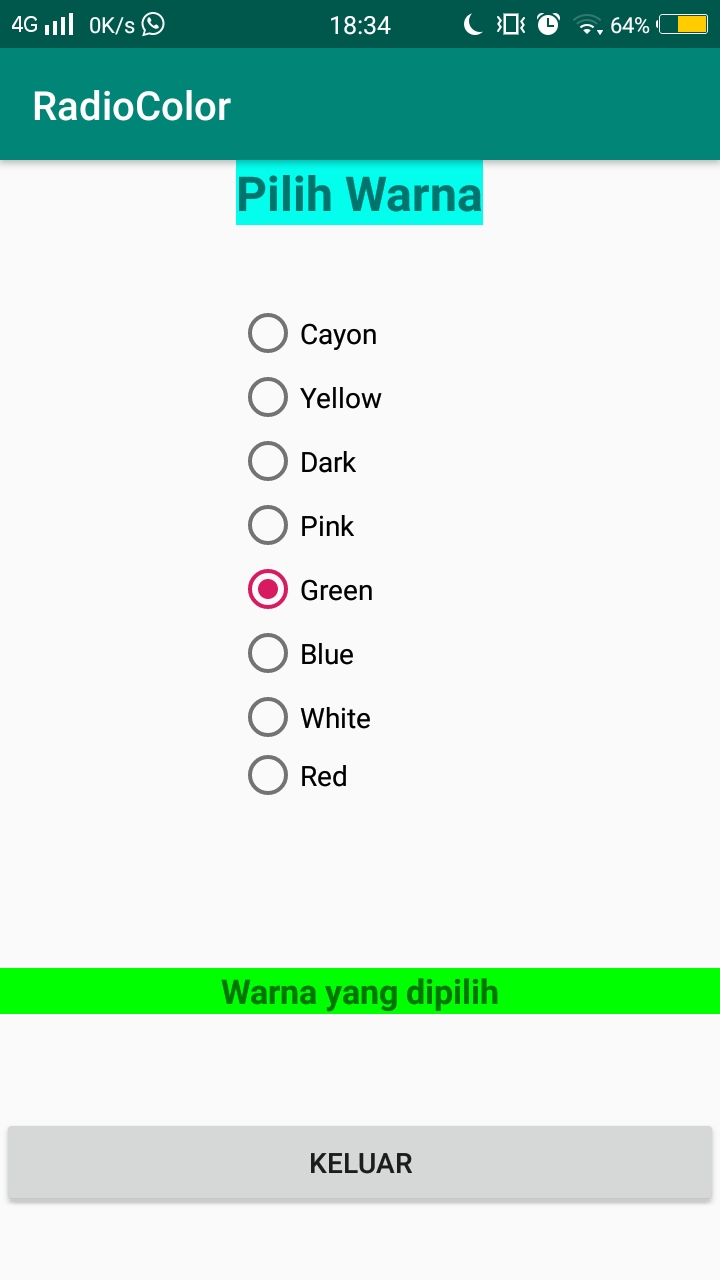 4G 0K/s 18:34 64%
RadioColor
Pilih Warna
Cayon
Yellow
Dark
Pink
Green
Blue
White
Red
Warna yang dipilih
KELUAR